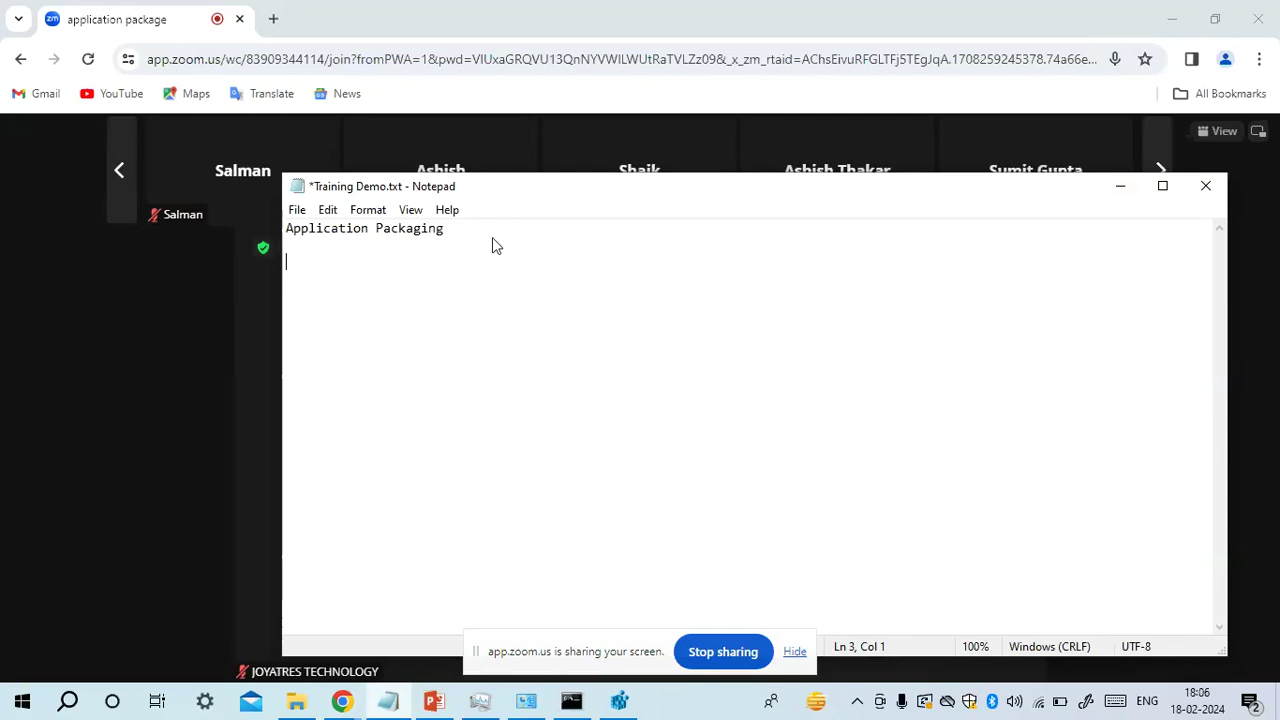 application package
app.zoom.us/wc/83909344114/join?fromPWA=1&pwd=VIUxaGRQVU13QnNYVWlLWUtRaTVLZz09&_x_zm_rtaid=AChsEivuRFGLTFj5TEgJqA.1708259245378.74a66e...
Gmail
YouTube
Maps
Translate
News
All Bookmarks
View
Salman
Ashish
Shaik
Ashish Thakar
Sumit Gupta
*Training Demo.txt - Notepad
Salman
File Edit Format View Help
Application Packaging
app.zoom.us is sharing your screen.
Stop sharing
Hide
Ln 3, Col 1
100%
Windows (CRLF)
UTF-8
JOYATRES TECHNOLOGY
ENG
18:06
18-02-2024
2